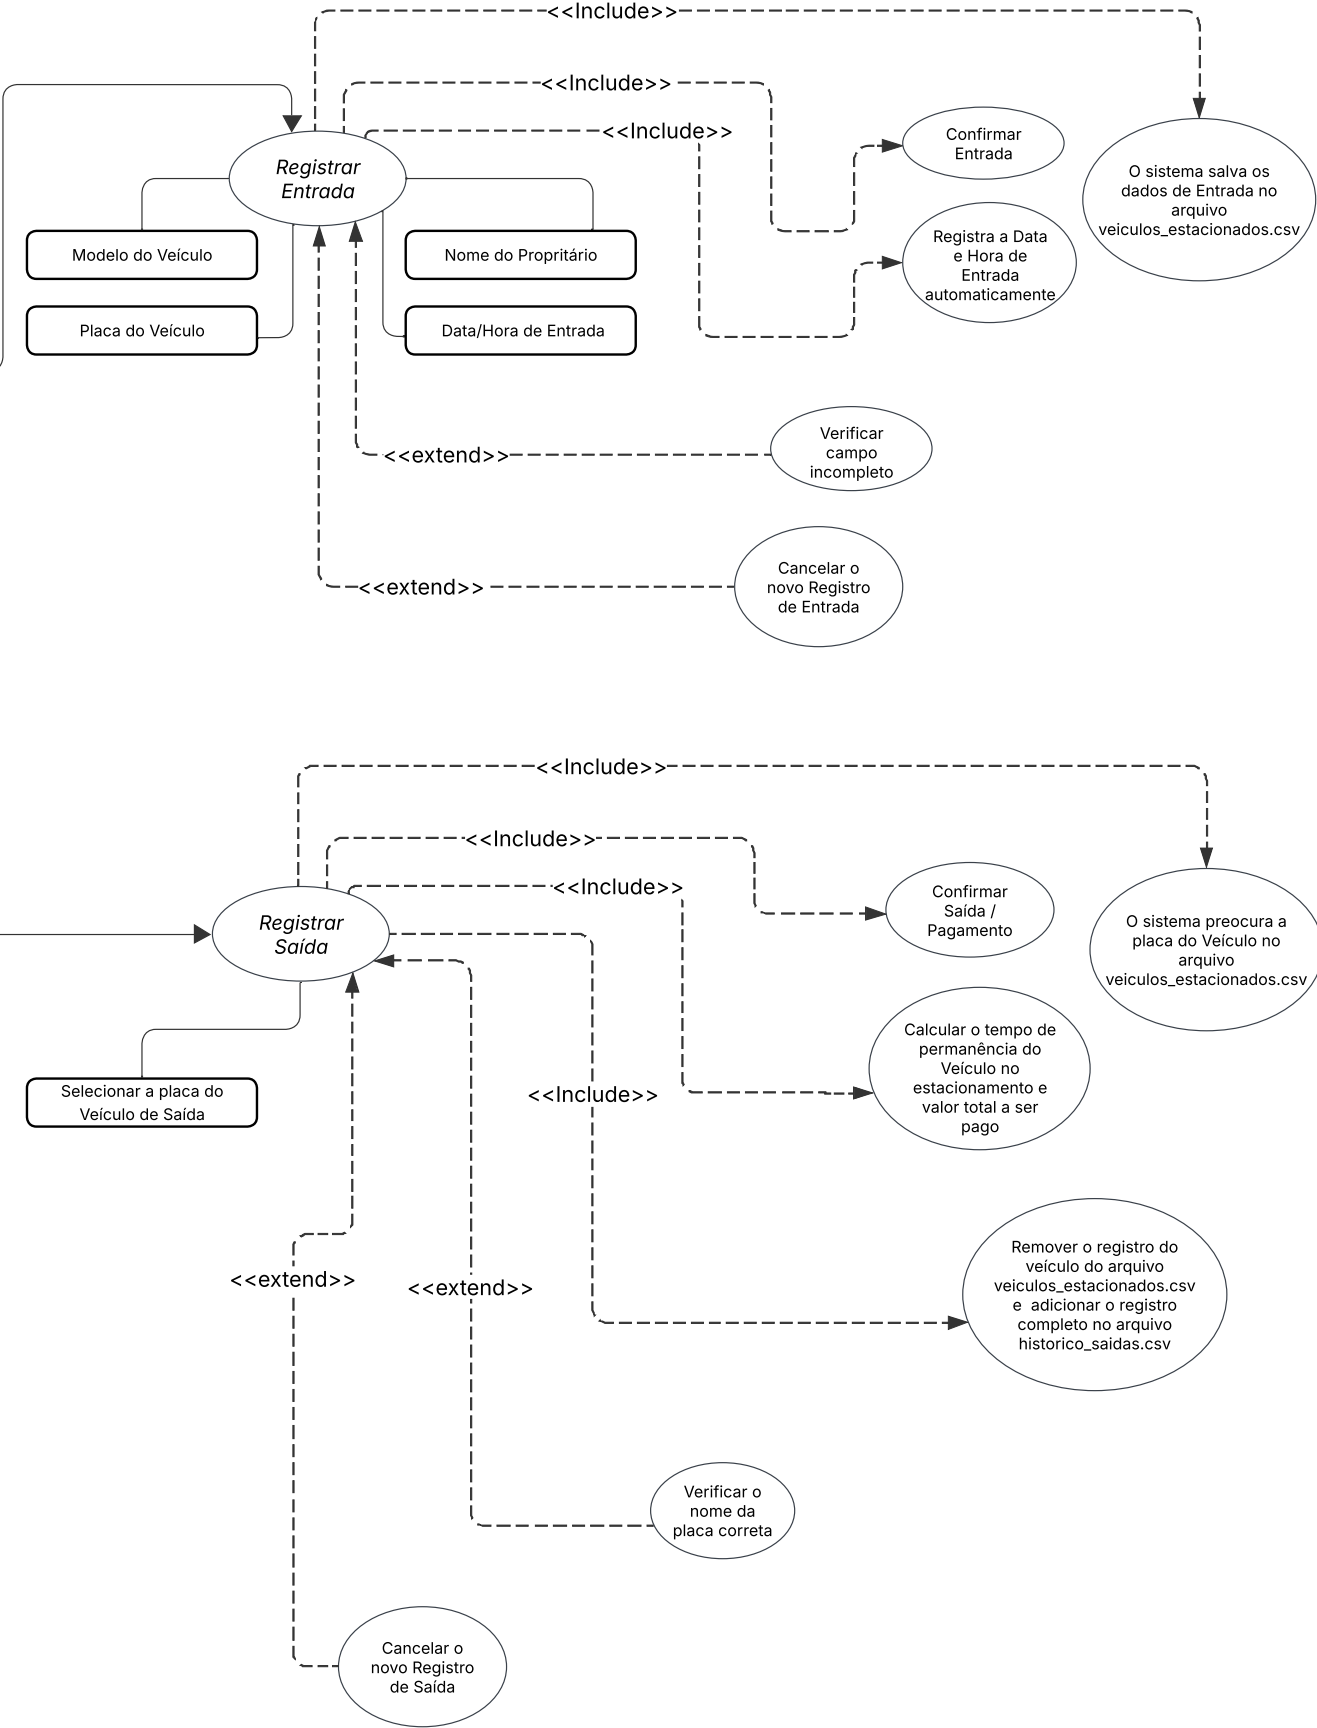 <<Include>>
<<Include>>
<<Include>>
Registrar
Entrada
Confirmar
Entrada
O sistema salva os
dados de Entrada no
arquivo
veiculos_estacionados.csv
Modelo do Veículo
Nome do Propritário
Registra a Data
e Hora de
Entrada
automaticamente
Placa do Veículo
Data/Hora de Entrada
<<extend>>
Verificar
campo
incompleto
<<extend>>
Cancelar o
novo Registro
de Entrada
<<Include>>
<<Include>>
<<Include>>
Registrar
Saída
Confirmar
Saída /
Pagamento
O sistema preocura a
placa do Veículo no
arquivo
veiculos_estacionados.csv
Selecionar a placa do
Veículo de Saída
<<Include>>
Calcular o tempo de
permanência do
Veículo no
estacionamento e
valor total a ser
pago
<<extend>>
<<extend>>
Remover o registro do
veículo do arquivo
veiculos_estacionados.csv
e  adicionar o registro
completo no arquivo
historico_saidas.csv
Verificar o
nome da
placa correta
Cancelar o
novo Registro
de Saída